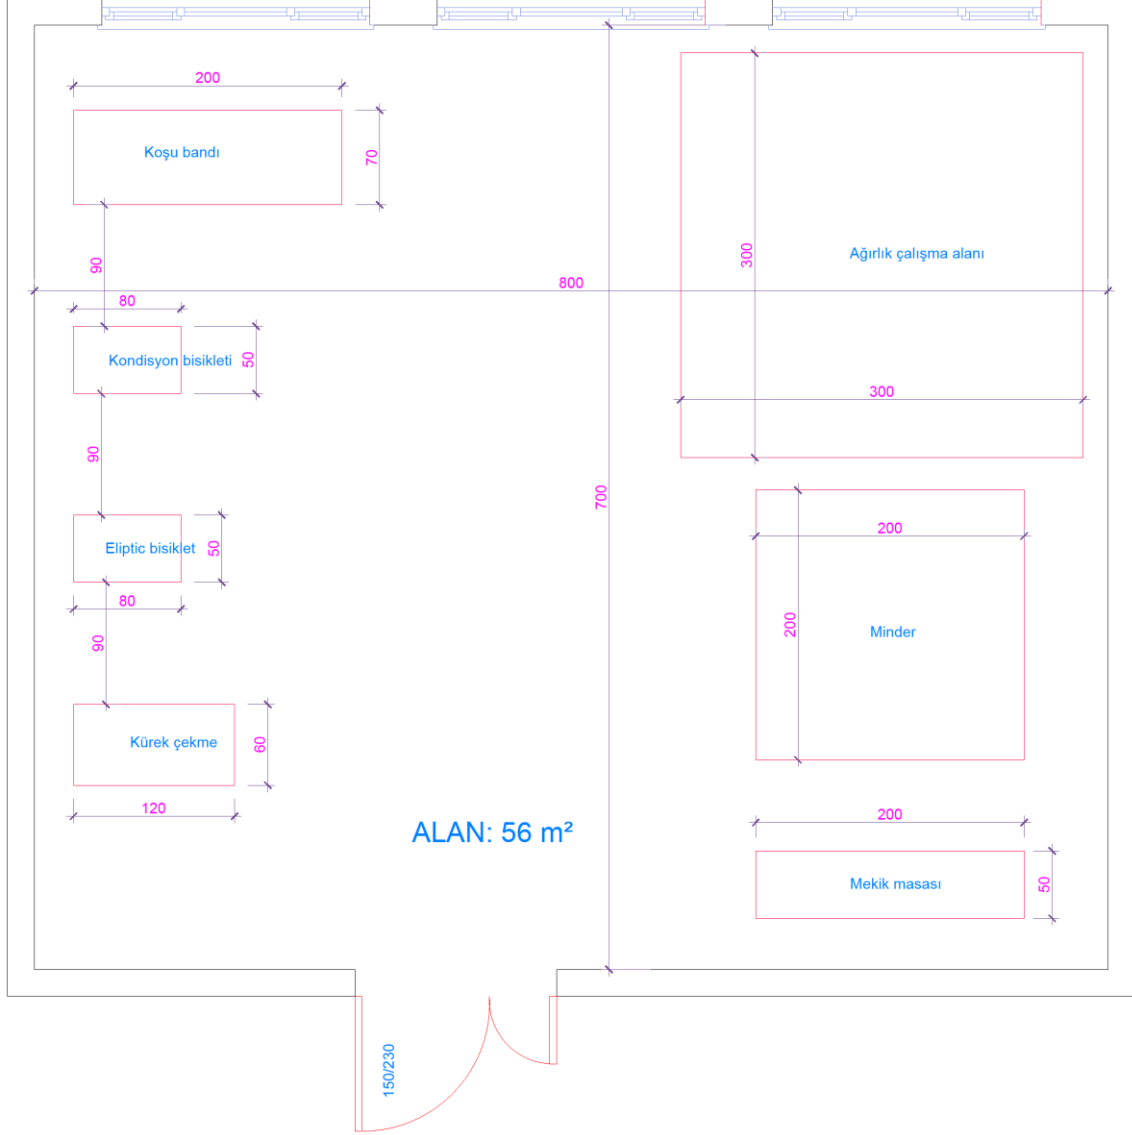 200
Koşu bandı
70
90
300
Ağırlık çalışma alanı
800
80
Kondisyon bisikleti
50
300
90
700
200
Eliptic bisiklet
50
80
200
Minder
90
Kürek çekme
60
120
ALAN: 56 m²
200
Mekik masası
50
150/230